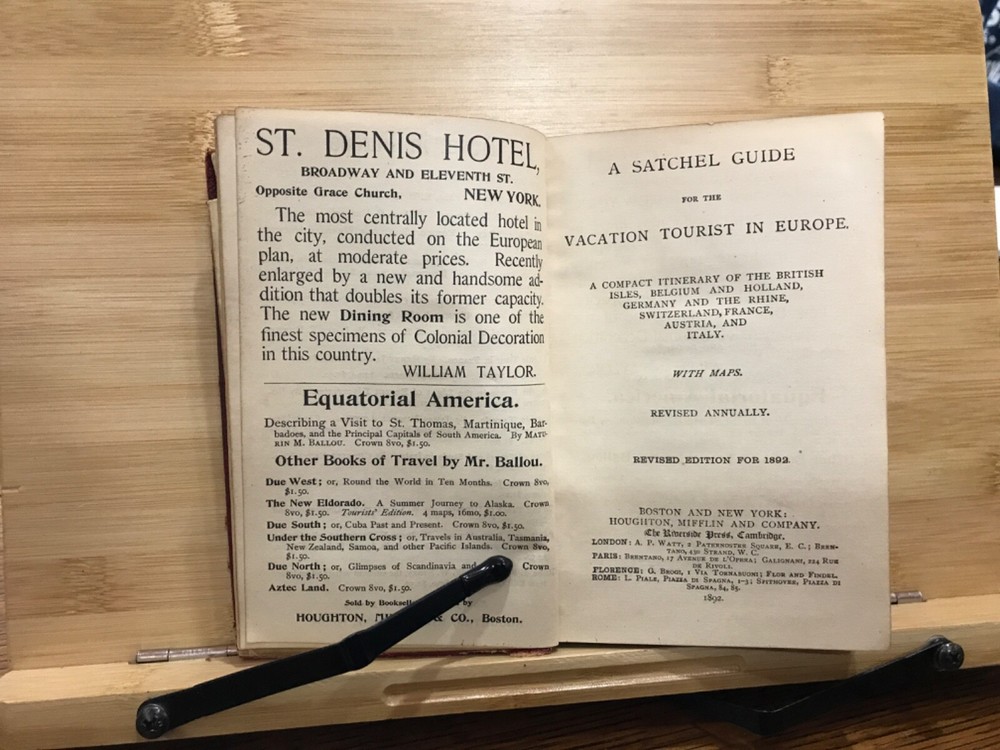 ST. DENIS HOTEL,
BROADWAY AND ELEVENTH ST.
Opposite Grace Church, NEW YORK.
The most centrally located hotel in
the city, conducted on the European
plan, at moderate prices. Recently
enlarged by a new and handsome ad-
dition that doubles its former capacity.
The new Dining Room is one of the
finest specimens of Colonial Decoration
in this country.
WILLIAM TAYLOR.
Equatorial America.
Describing a Visit to St. Thomas, Martinique, Bar-
badoes, and the Principal Capitals of South America. By MATU-
RIN M. BALLOU. Crown 8vo, $1.50.
Other Books of Travel by Mr. Ballou.
Due West; or, Round the World in Ten Months. Crown 8vo,
$1.50.
The New Eldorado. A Summer Journey to Alaska. Crown
8vo, $1.50. Tourists' Edition. 4 maps, 16mo, $1.00.
Due South; or, Cuba Past and Present. Crown 8vo, $1.50.
Under the Southern Cross; or, Travels in Australia, Tasmania,
New Zealand, Samoa, and other Pacific Islands. Crown 8vo,
$1.50.
Due North; or, Glimpses of Scandinavia and Crown
8vo, $1.50.
Aztec Land. Crown 8vo, $1.50.
Sold by by
HOUGHTON, & CO., Boston.
A SATCHEL GUIDE
FOR THE
VACATION TOURIST IN EUROPE.
A COMPACT ITINERARY OF THE BRITISH
ISLES, BELGIUM AND HOLLAND,
GERMANY AND THE RHINE,
SWITZERLAND, FRANCE,
AUSTRIA, AND
ITALY.
WITH MAPS.
REVISED ANNUALLY.
REVISED EDITION FOR 1892.
BOSTON AND NEW YORK:
HOUGHTON, MIFFLIN AND COMPANY.
The Riverside Press, Cambridge.
LONDON: A. P. WATT, 2 PATERNOSTER SQUARE, E. C.; BREN-
TANO, 430 STRAND, W. C.
PARIS: BRENTANO, 17 AVENUE DE L'OPERA; GALIGNANI, 224 RUE
DE RIVOLI.
FLORENCE: G. BROGI, 1 VIA TORNABUONI; FLOR AND FINDEL.
ROME: L. PIALE, PIAZZA DI SPAGNA, 1-3; SPITHOVER, PIAZZA DI
SPAGNA, 84, 85.
1892.